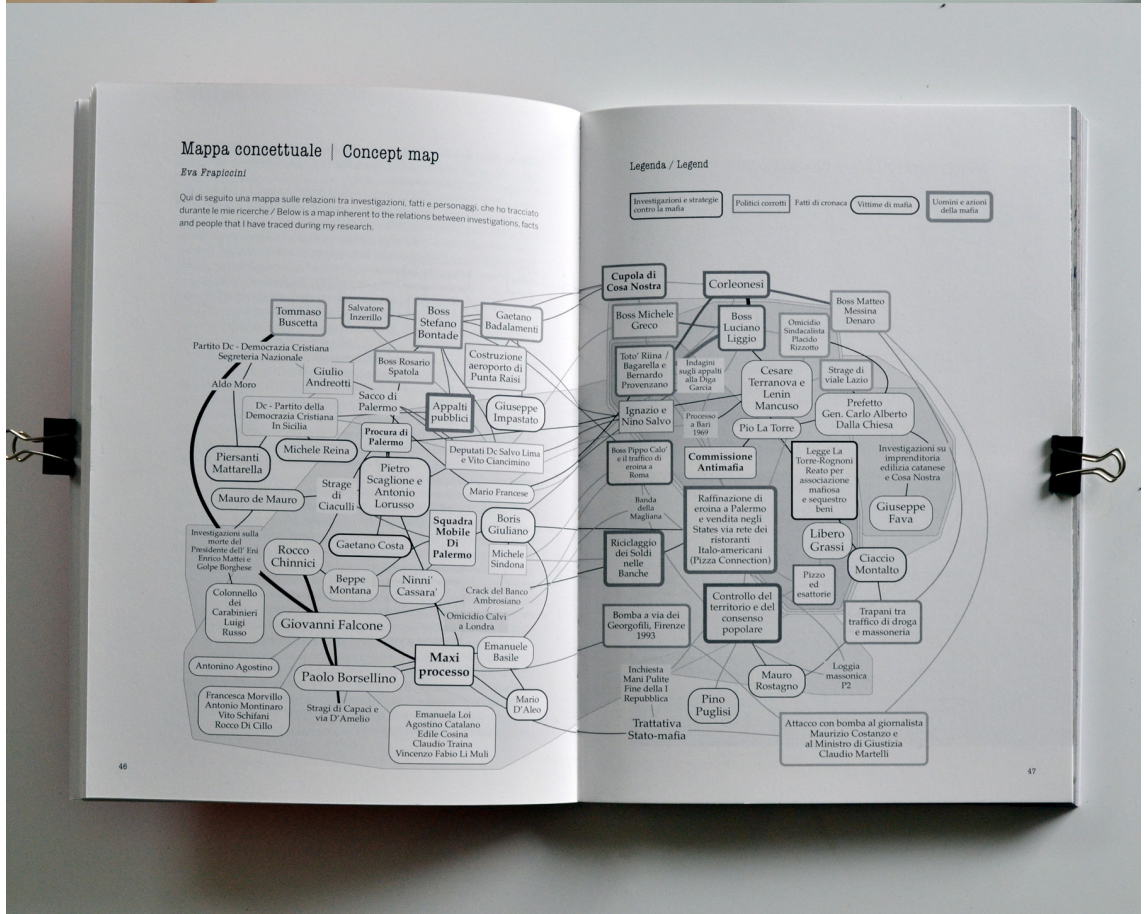 Mappa concettuale | Concept map
Eva Frapiccini
Qui di seguito una mappa sulle relazioni tra investigazioni, fatti e personaggi, che ho tracciato
durante le mie ricerche / Below is a map inherent to the relations between investigations, facts
and people that I have traced during my research.
Tommaso
Buscetta
Salvatore
Inzerillo
Boss
Stefano
Bontade
Gaetano
Badalamenti
Partito Dc - Democrazia Cristiana
Segreteria Nazionale
Giulio
Andreotti
Boss Rosario
Spatola
Costruzione
aeroporto di
Punta Raisi
Aldo Moro
Sacco di
Palermo
Dc - Partito della
Democrazia Cristiana
In Sicilia
Appalti
pubblici
Giuseppe
Impastato
Procura di
Palermo
Piersanti
Mattarella
Michele Reina
Deputati Dc Salvo Lima
e Vito Ciancimino
Pietro
Scaglione e
Antonio
Lorusso
Mauro de Mauro
Strage
di
Ciaculli
Mario Francese
Squadra
Mobile
Di
Palermo
Boris
Giuliano
Investigazioni sulla
morte del
Presidente dell' Eni
Enrico Mattei e
Golpe Borghese
Rocco
Chinnici
Gaetano Costa
Michele
Sindona
Beppe
Montana
Ninni'
Cassara'
Crack del Banco
Ambrosiano
Colonnello
dei
Carabinieri
Luigi
Russo
Giovanni Falcone
Omicidio Calvi
a Londra
Maxi
processo
Emanuele
Basile
Antonino Agostino
Paolo Borsellino
Francesca Morvillo
Antonio Montinaro
Vito Schifani
Rocco Di Cillo
Stragi di Capaci e
via D'Amelio
Emanuela Loi
Agostino Catalano
Edile Cosina
Claudio Traina
Vincenzo Fabio Li Muli
Mario
D'Aleo
46
Legenda / Legend
Investigazioni e strategie
contro la mafia
Politici corrotti
Fatti di cronaca
Vittime di mafia
Uomini e azioni
della mafia
Cupola di
Cosa Nostra
Corleonesi
Boss Matteo
Messina
Denaro
Boss Michele
Greco
Boss
Luciano
Liggio
Omicidio
Sindacalista
Placido
Rizzotto
Toto' Riina /
Bagarella e
Bernardo
Provenzano
Indagini
sugli appalti
alla Diga
Garcia
Cesare
Terranova e
Lenin
Mancuso
Strage di
viale Lazio
Ignazio e
Nino Salvo
Processo
a Bari
1969
Pio La Torre
Prefetto
Gen. Carlo Alberto
Dalla Chiesa
Boss Pippo Calo'
e il traffico di
eroina a
Roma
Commissione
Antimafia
Legge La
Torre-Rognoni
Reato per
associazione
mafiosa
e sequestro
beni
Investigazioni su
imprenditoria
edilizia catanese
e Cosa Nostra
Banda
della
Magliana
Raffinazione di
eroina a Palermo
e vendita negli
States via rete dei
ristoranti
Italo-americani
(Pizza Connection)
Giuseppe
Fava
Riciclaggio
dei Soldi
nelle
Banche
Libero
Grassi
Ciaccio
Montalto
Pizzo
ed
esattorie
Bomba a via dei
Georgofili, Firenze
1993
Controllo del
territorio e del
consenso
popolare
Trapani tra
traffico di droga
e massoneria
Inchiesta
Mani Pulite
Fine della I
Repubblica
Mauro
Rostagno
Loggia
massonica
P2
Pino
Puglisi
Trattativa
Stato-mafia
Attacco con bomba al giornalista
Maurizio Costanzo e
al Ministro di Giustizia
Claudio Martelli
47